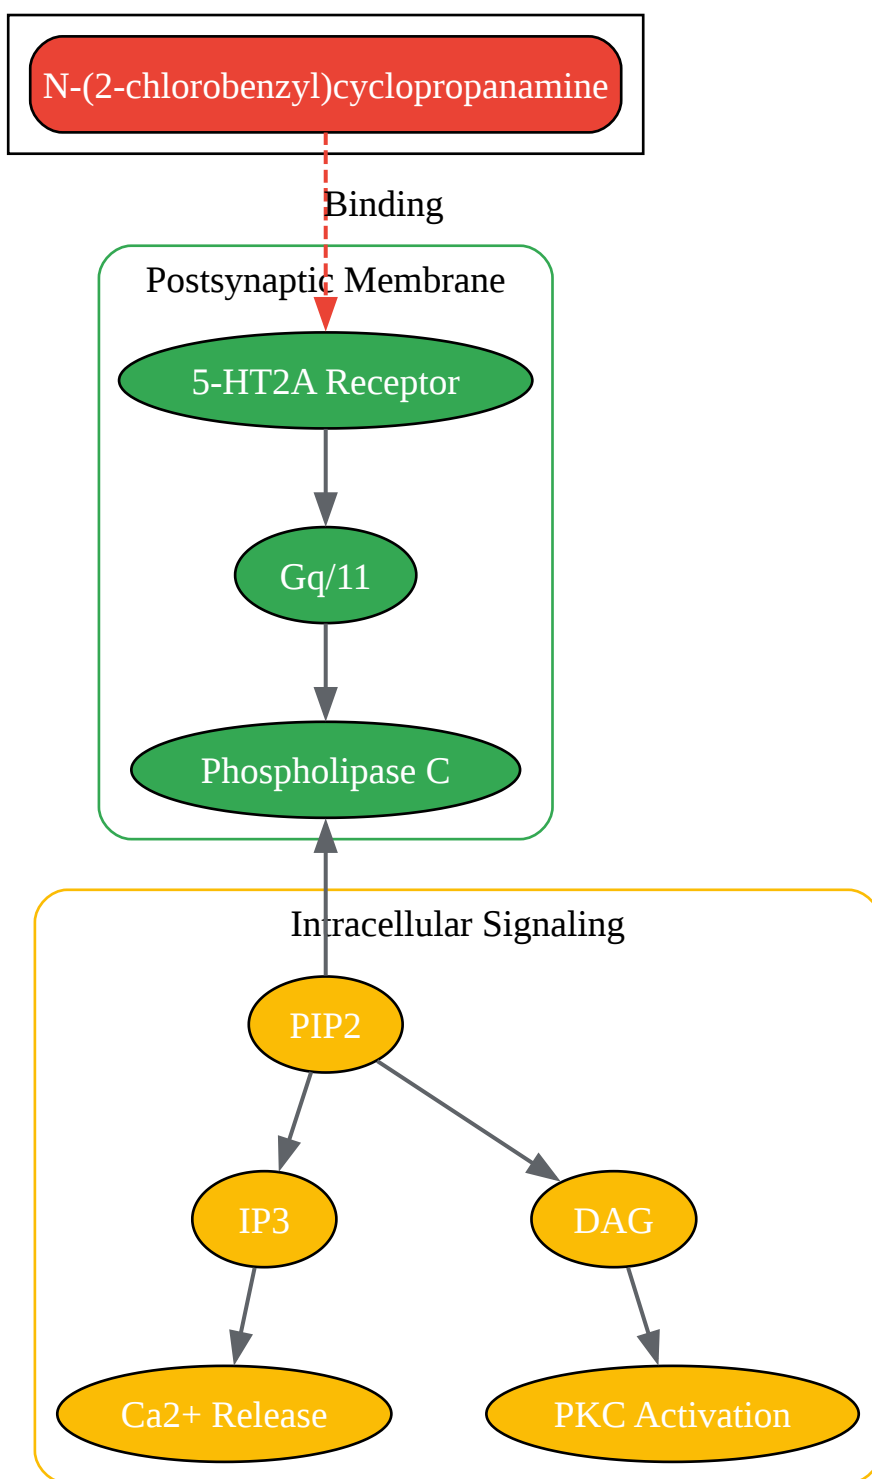 N-(2-chlorobenzyl)cyclopropanamine
Binding
Postsynaptic Membrane
5-HT2A Receptor
Gq/11
Phospholipase C
Intracellular Signaling
PIP2
IP3
DAG
Ca2+ Release
PKC Activation